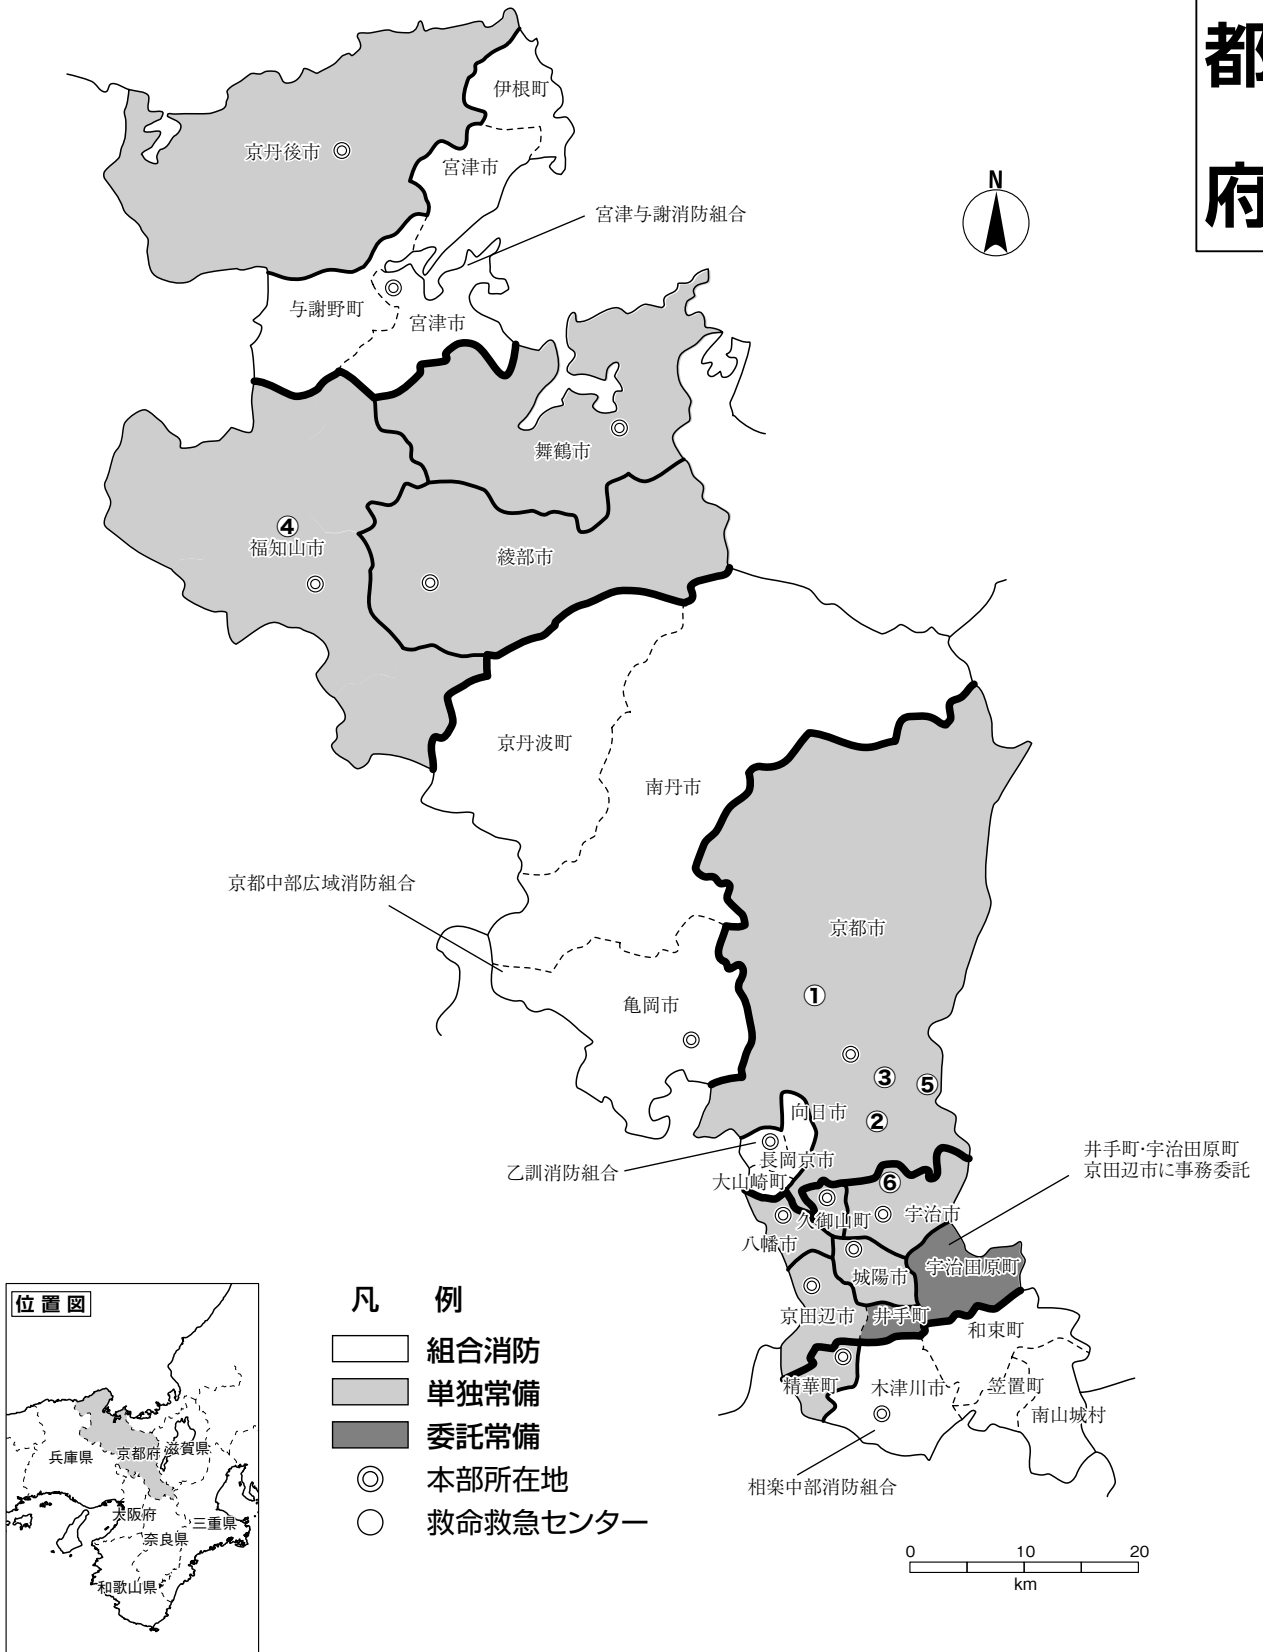 都
府
伊根町
京丹後市
宮津市
N
宮津与謝消防組合
与謝野町
宮津市
舞鶴市
④
福知山市
綾部市
京丹波町
南丹市
京都中部広域消防組合
京都市
①
亀岡市
③
⑤
②
向日市
長岡京市
乙訓消防組合
大山崎町
井手町・宇治田原町
京田辺市に事務委託
⑥
久御山町
宇治市
八幡市
城陽市
宇治田原町
京田辺市
井手町
和束町
精華町
木津川市
笠置町
南山城村
相楽中部消防組合
位置図
兵庫県
京都府
滋賀県
大阪府
三重県
奈良県
和歌山県
凡 例
組合消防
単独常備
委託常備
本部所在地
救命救急センター
0 10 20
km